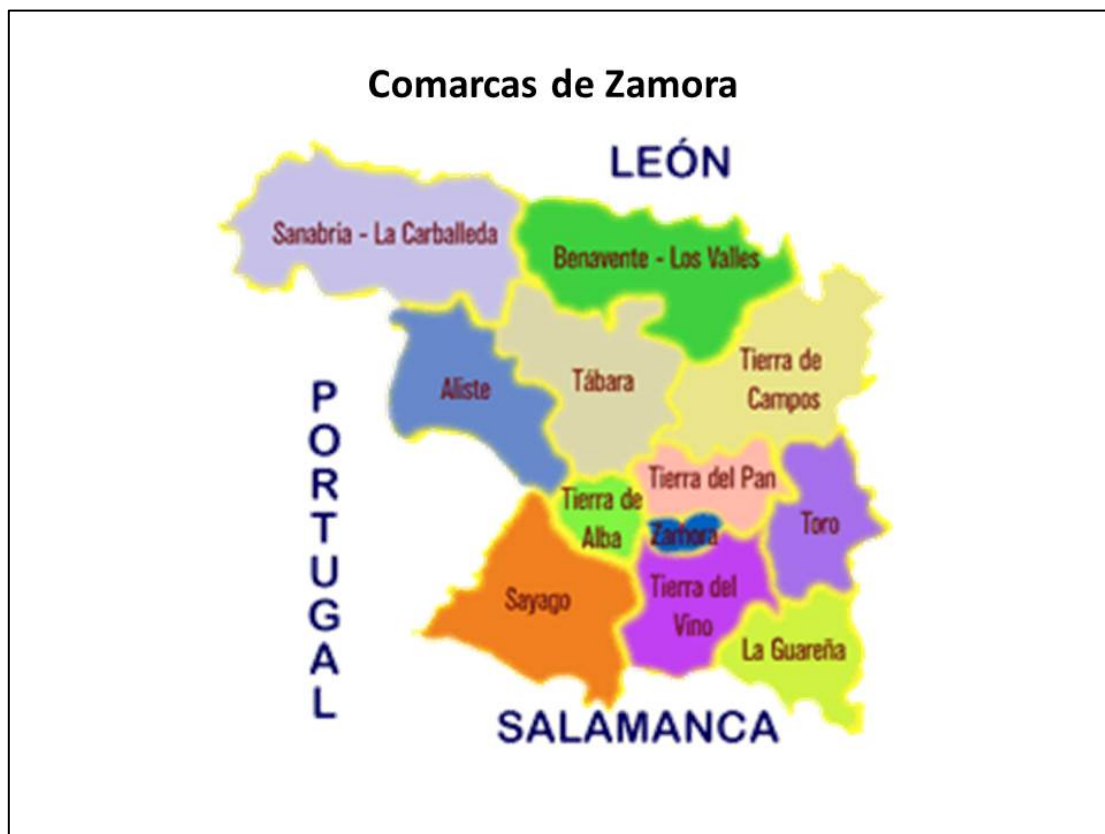 Comarcas de Zamora
LEÓN
Sanabria - La Carballeda
Benavente - Los Valles
Tierra de
Campos
Tábara
Aliste
PORTUGAL
Tierra del Pan
Tierra de
Alba
Zamora
Toro
Sayago
Tierra del
Vino
La Guareña
SALAMANCA